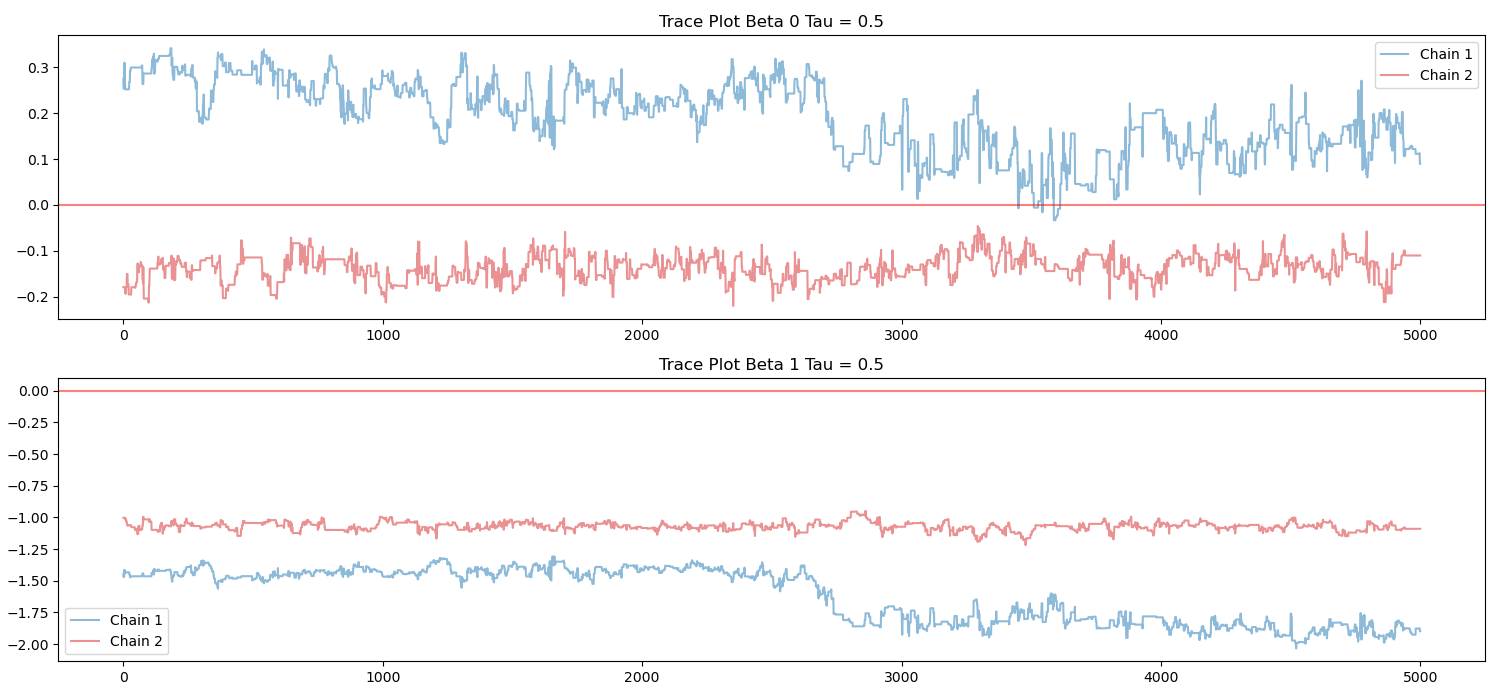 Trace Plot Beta 0 Tau = 0.5
0.3
0.2
0.1
0.0
−0.1
−0.2
Chain 1
Chain 2
0 1000 2000 3000 4000 5000
Trace Plot Beta 1 Tau = 0.5
0.00
−0.25
−0.50
−0.75
−1.00
−1.25
−1.50
−1.75
−2.00
Chain 1
Chain 2
0 1000 2000 3000 4000 5000